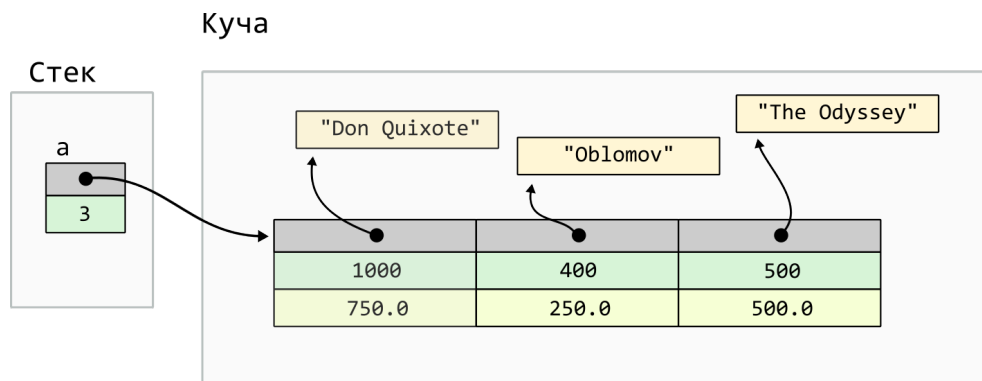 Куча
Стек
a
3
"Don Quixote"
"Oblomov"
"The Odyssey"
1000 400 500
750.0 250.0 500.0